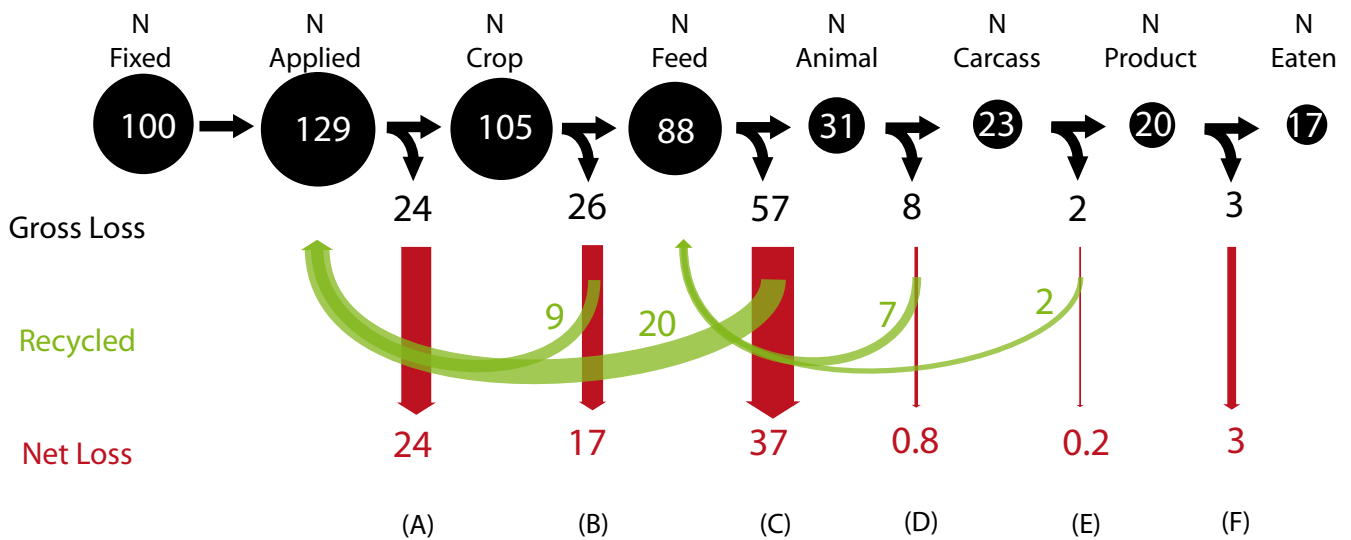 N N N N N N N N
Fixed Applied Crop Feed Animal Carcass Product Eaten
100 129 105 88 31 23 20 17
24 26 57 8 2 3
Gross Loss
9 20 7 2
Recycled
24 17 37 0.8 0.2 3
Net Loss
(A) (B) (C) (D) (E) (F)